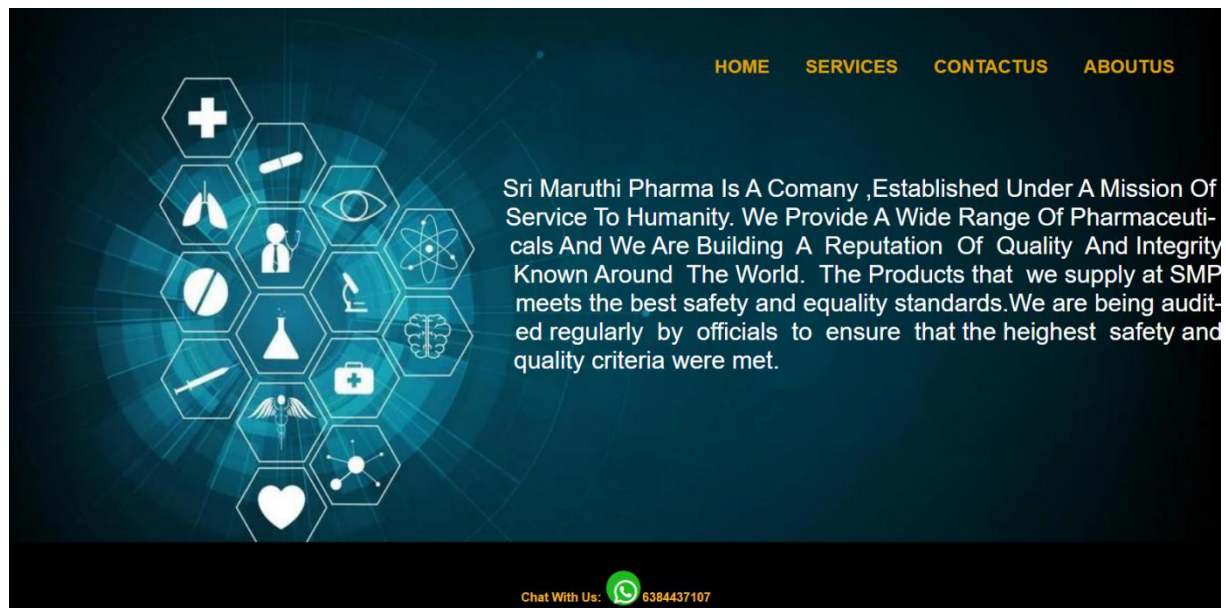 HOME SERVICES CONTACTUS ABOUTUS
Sri Maruthi Pharma Is A Comany ,Established Under A Mission Of
Service To Humanity. We Provide A Wide Range Of Pharmaceuti-
cals And We Are Building A Reputation Of Quality And Integrity
Known Around The World. The Products that we supply at SMP
meets the best safety and equality standards.We are being audit-
ed regularly by officials to ensure that the heighest safety and
quality criteria were met.
Chat With Us: 6384437107